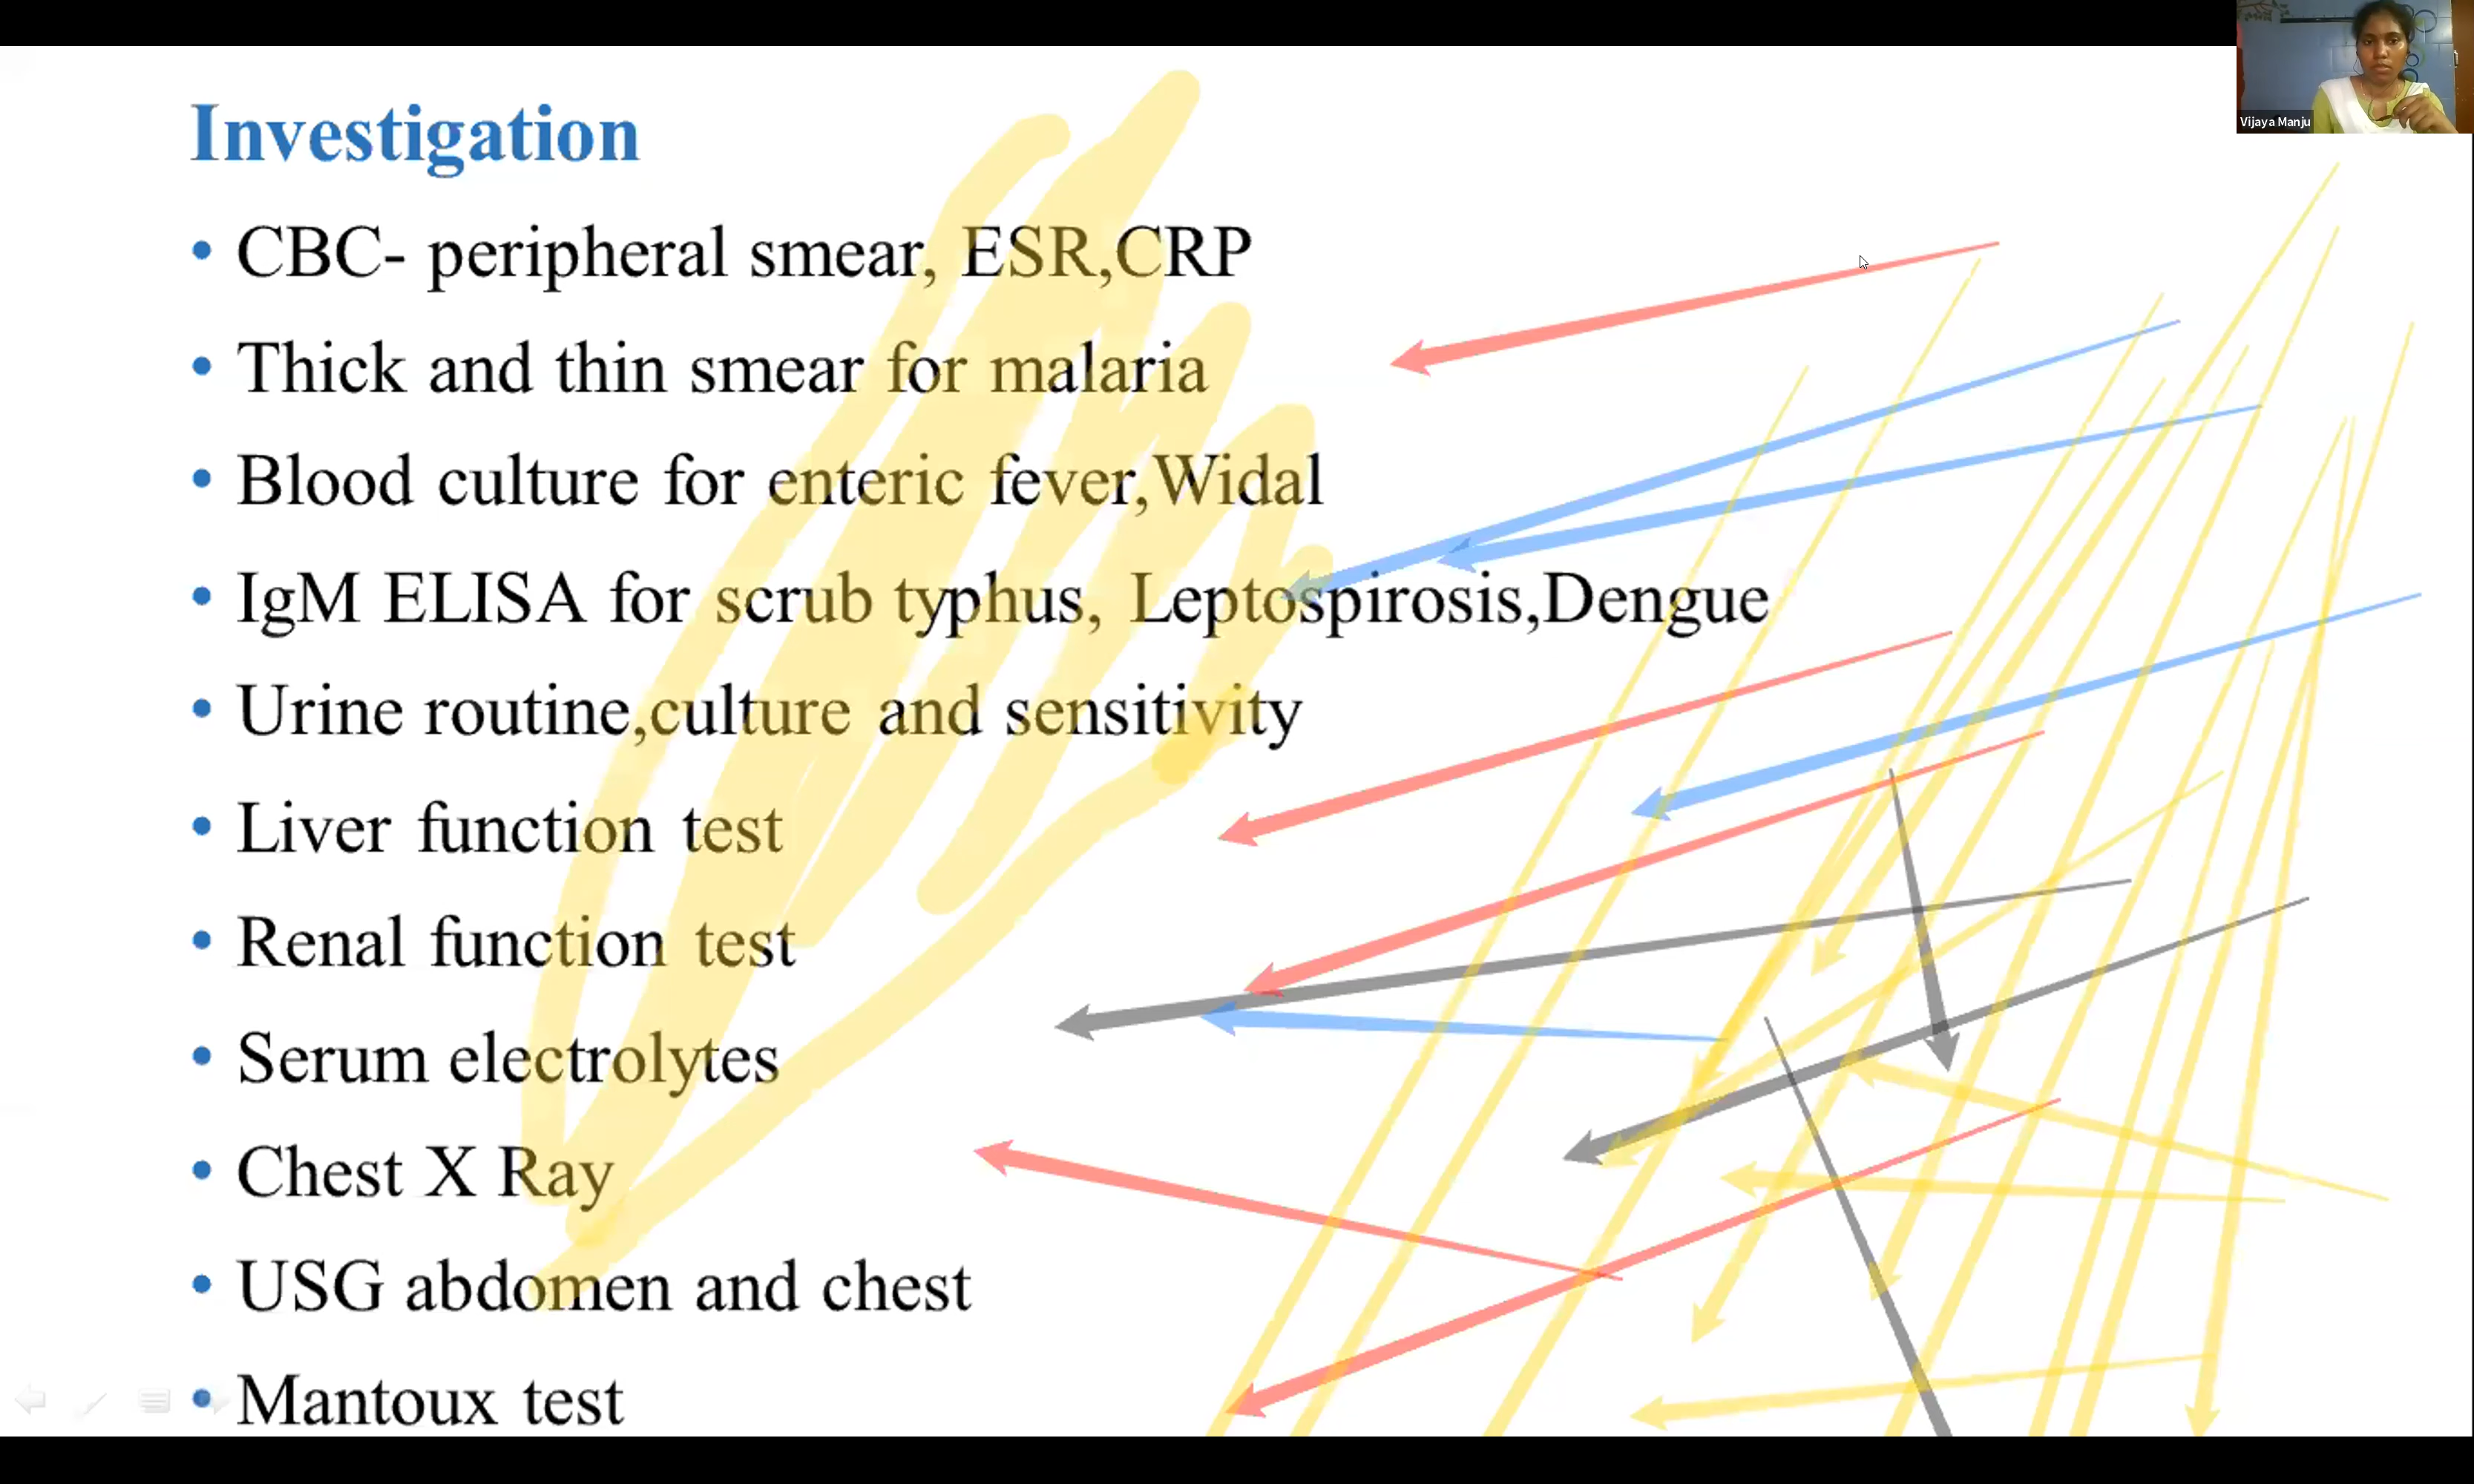 Vijaya Manju
Investigation
• CBC- peripheral smear, ESR,CRP
• Thick and thin smear for malaria
• Blood culture for enteric fever,Widal
• IgM ELISA for scrub typhus, Leptospirosis,Dengue
• Urine routine,culture and sensitivity
• Liver function test
• Renal function test
• Serum electrolytes
• Chest X Ray
• USG abdomen and chest
• Mantoux test